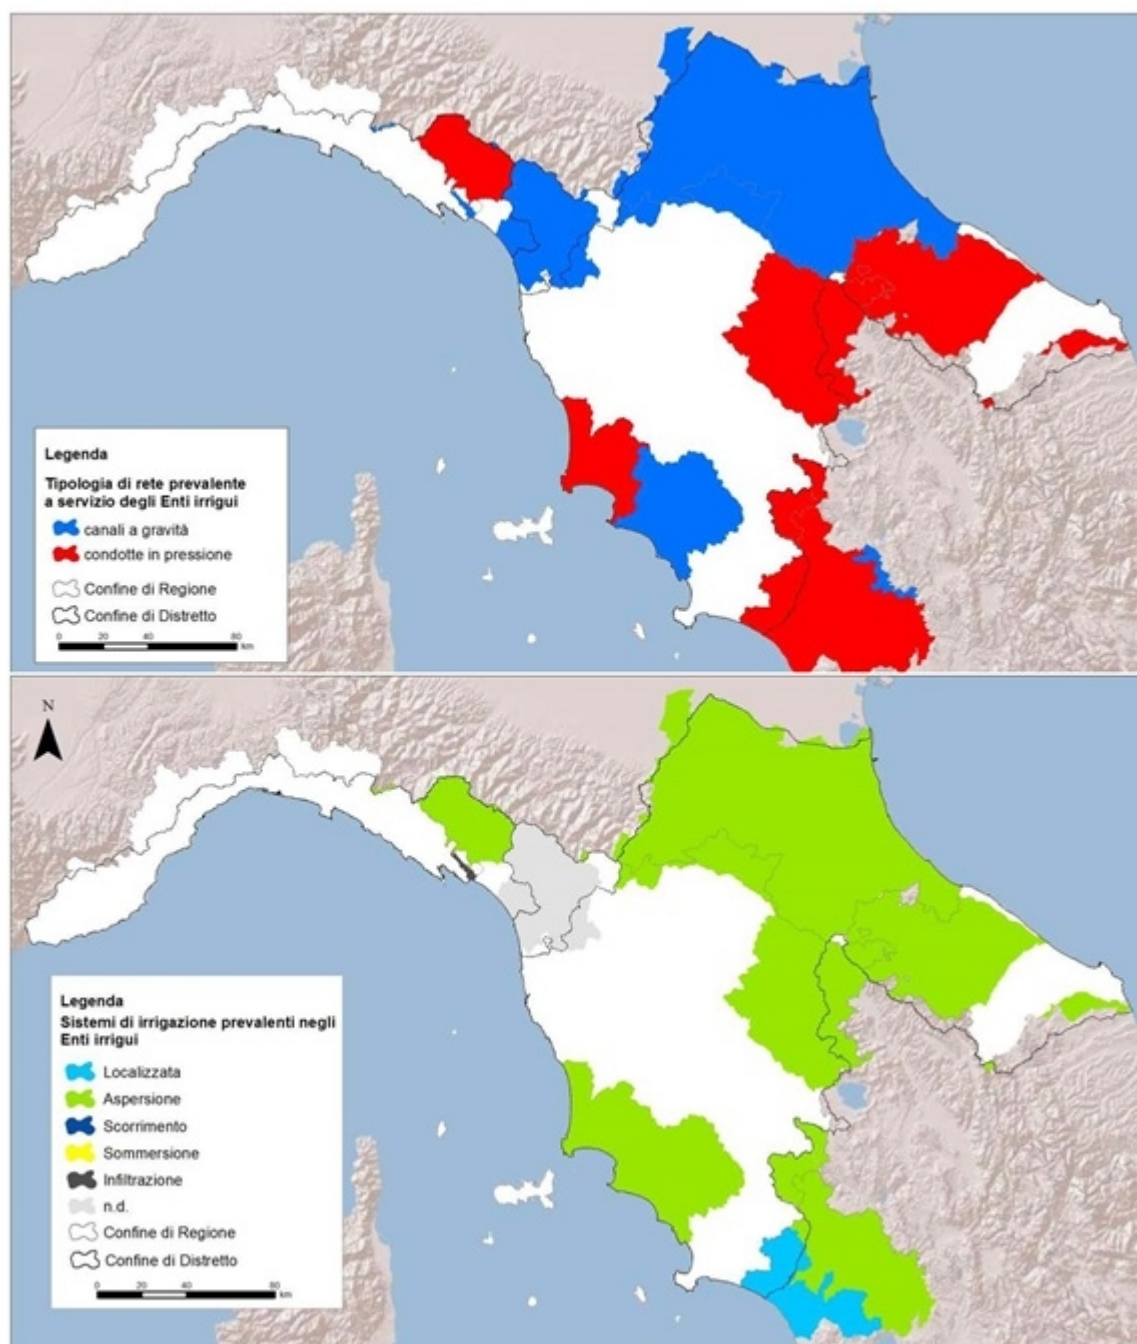 Legenda
Tipologia di rete prevalente
a servizio degli Enti irrigui
canali a gravità
condotte in pressione
Confine di Regione
Confine di Distretto
0 20 40 80
km
N
Legenda
Sistemi di irrigazione prevalenti negli
Enti irrigui
Localizzata
Aspersione
Scorrimento
Sommersione
Infiltrazione
n.d.
Confine di Regione
Confine di Distretto
0 20 40 80
km